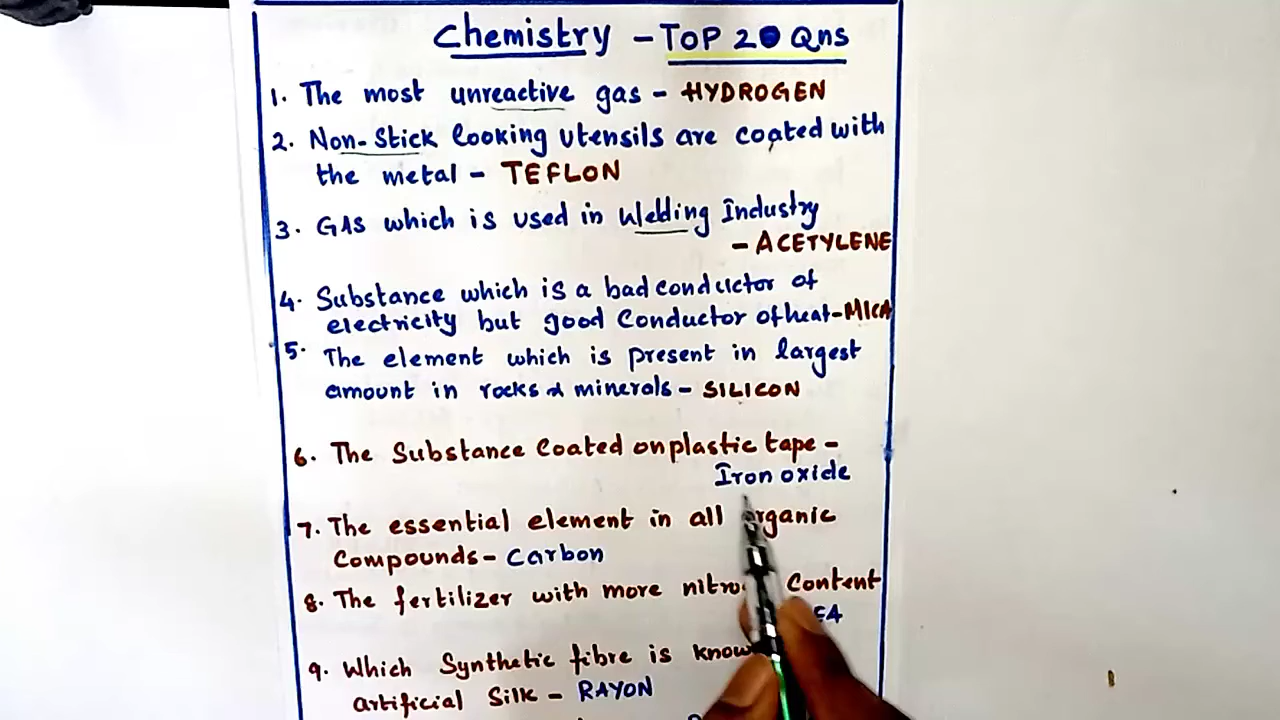 Chemistry - TOP 20 Qns
1. The most unreactive gas - HYDROGEN
2. Non-Stick Cooking utensils are coated with
the metal - TEFLON
3. GAS which is used in Welding Industry
- ACETYLENE
4. Substance which is a bad conductor of
electricity but good Conductor of heat - MICA
5. The element which is present in largest
amount in rocks & minerals - SILICON
6. The Substance Coated on plastic tape -
Iron oxide
7. The essential element in all organic
Compounds - Carbon
8. The fertilizer with more Content
9. Which Synthetic fibre is
artificial Silk - RAYON